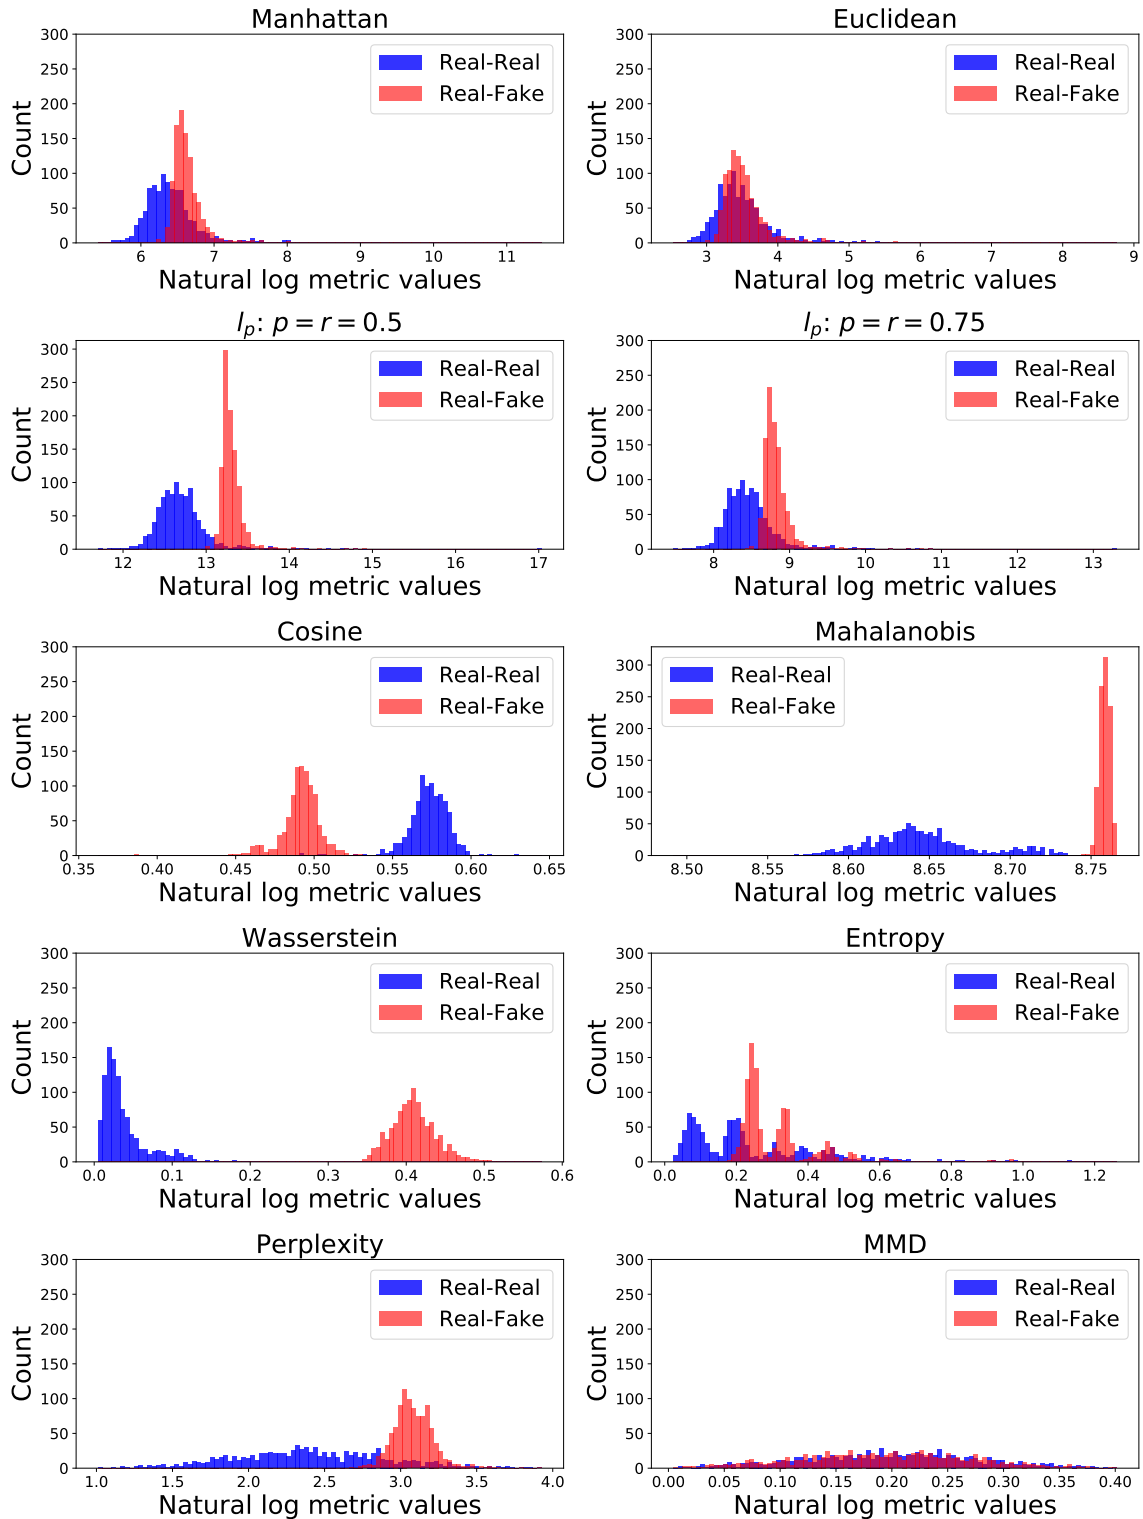 Manhattan
300
250
200
150
100
50
0
Count
Real-Real
Real-Fake
6 7 8 9 10 11
Natural log metric values
Euclidean
300
250
200
150
100
50
0
Count
Real-Real
Real-Fake
3 4 5 6 7 8 9
Natural log metric values
l_p: p = r = 0.5
300
250
200
150
100
50
0
Count
Real-Real
Real-Fake
12 13 14 15 16 17
Natural log metric values
l_p: p = r = 0.75
300
250
200
150
100
50
0
Count
Real-Real
Real-Fake
8 9 10 11 12 13
Natural log metric values
Cosine
300
250
200
150
100
50
0
Count
Real-Real
Real-Fake
0.35 0.40 0.45 0.50 0.55 0.60 0.65
Natural log metric values
Mahalanobis
300
250
200
150
100
50
0
Count
Real-Real
Real-Fake
8.50 8.55 8.60 8.65 8.70 8.75
Natural log metric values
Wasserstein
300
250
200
150
100
50
0
Count
Real-Real
Real-Fake
0.0 0.1 0.2 0.3 0.4 0.5 0.6
Natural log metric values
Entropy
300
250
200
150
100
50
0
Count
Real-Real
Real-Fake
0.0 0.2 0.4 0.6 0.8 1.0 1.2
Natural log metric values
Perplexity
300
250
200
150
100
50
0
Count
Real-Real
Real-Fake
1.0 1.5 2.0 2.5 3.0 3.5 4.0
Natural log metric values
MMD
300
250
200
150
100
50
0
Count
Real-Real
Real-Fake
0.00 0.05 0.10 0.15 0.20 0.25 0.30 0.35 0.40
Natural log metric values